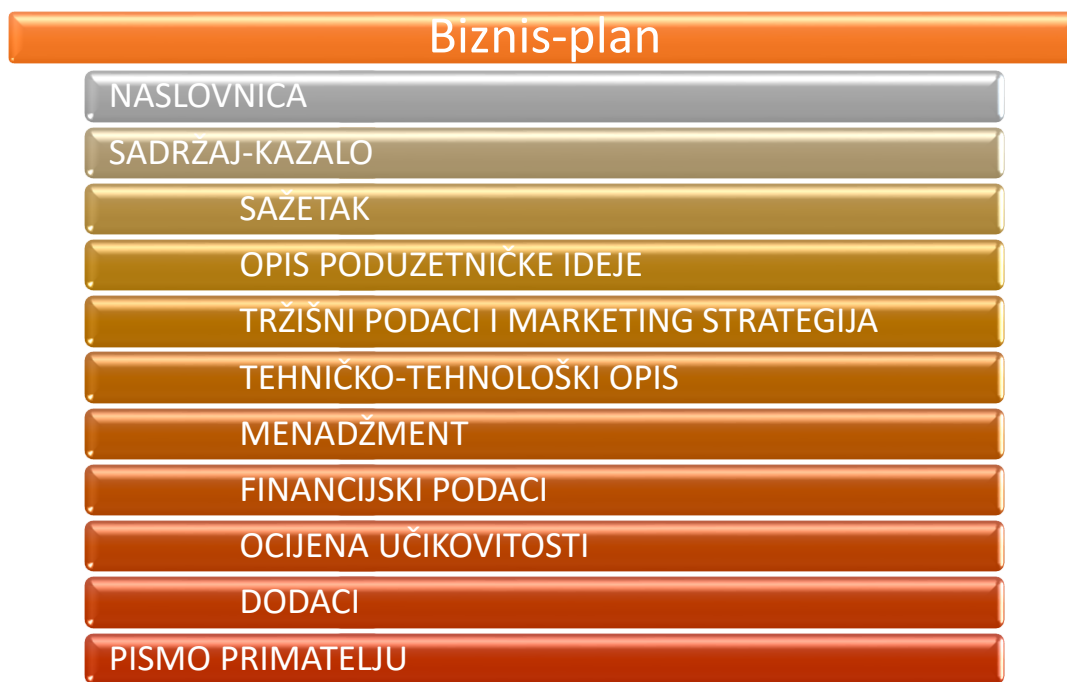 Biznis-plan
NASLOVNICA
SADRŽAJ-KAZALO
SAŽETAK
OPIS PODUZETNIČKE IDEJE
TRŽIŠNI PODACI I MARKETING STRATEGIJA
TEHNIČKO-TEHNOLOŠKI OPIS
MENADŽMENT
FINANCIJSKI PODACI
OCIJENA UČIKOVITOSTI
DODACI
PISMO PRIMATELJU